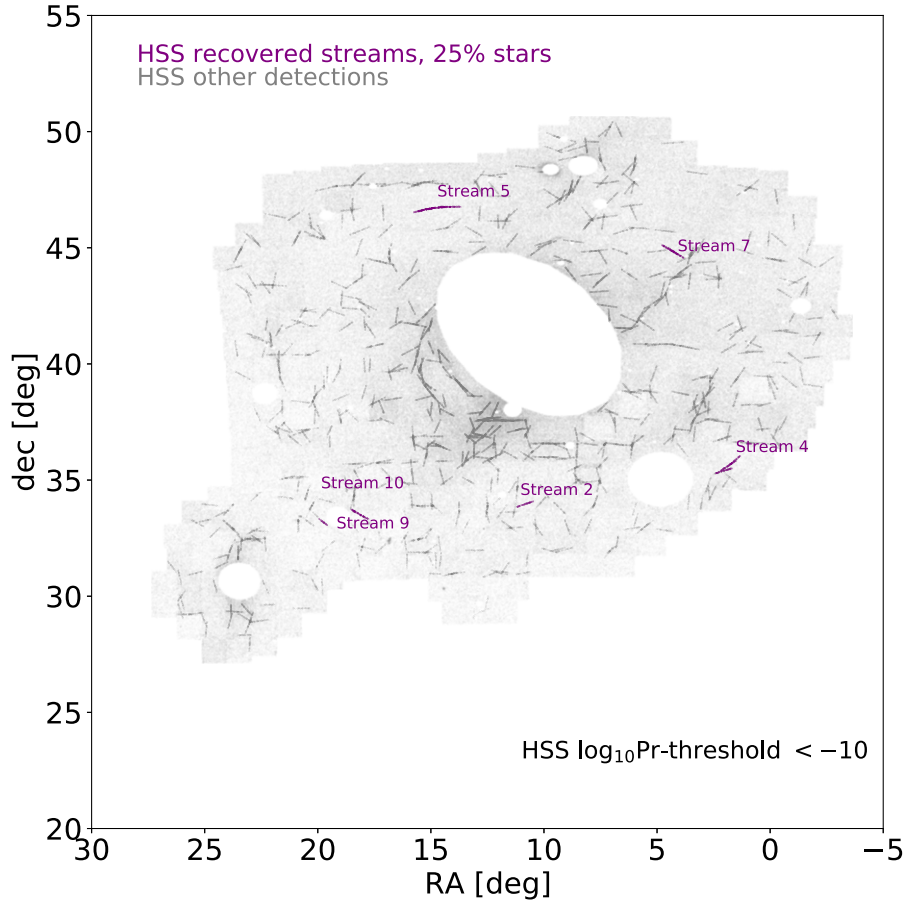 HSS recovered streams, 25% stars
HSS other detections
Stream 5
Stream 7
Stream 4
Stream 10
Stream 2
Stream 9
HSS log₁₀Pr-threshold < −10
55
50
45
40
35
30
25
20
dec [deg]
30 25 20 15 10 5 0 −5
RA [deg]